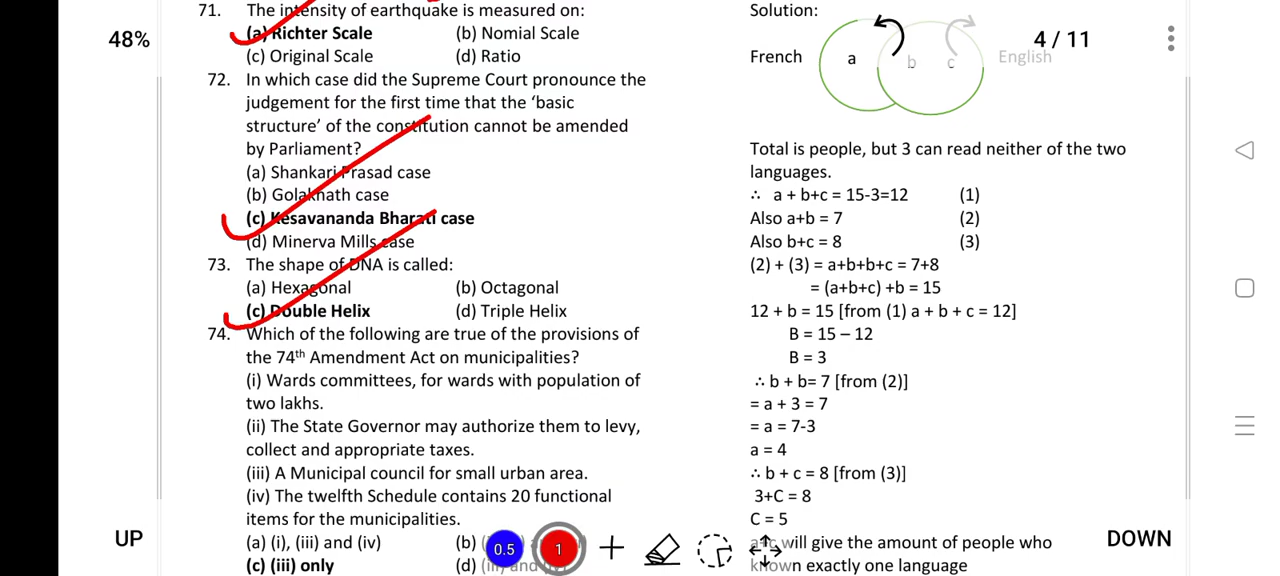 71. The intensity of earthquake is measured on:
(a) Richter Scale (b) Nomial Scale
(c) Original Scale (d) Ratio
72. In which case did the Supreme Court pronounce the
judgement for the first time that the ‘basic
structure’ of the constitution cannot be amended
by Parliament?
(a) Shankari Prasad case
(b) Golaknath case
(c) Kesavananda Bharati case
(d) Minerva Mills case
73. The shape of DNA is called:
(a) Hexagonal (b) Octagonal
(c) Double Helix (d) Triple Helix
74. Which of the following are true of the provisions of
the 74th Amendment Act on municipalities?
(i) Wards committees, for wards with population of
two lakhs.
(ii) The State Governor may authorize them to levy,
collect and appropriate taxes.
(iii) A Municipal council for small urban area.
(iv) The twelfth Schedule contains 20 functional
items for the municipalities.
(a) (i), (iii) and (iv) (b)
(c) (iii) only (d) (iii) and
Solution:
French a b c English
Total is people, but 3 can read neither of the two
languages.
∴ a + b+c = 15-3=12 (1)
Also a+b = 7 (2)
Also b+c = 8 (3)
(2) + (3) = a+b+b+c = 7+8
= (a+b+c) +b = 15
12 + b = 15 [from (1) a + b + c = 12]
B = 15 – 12
B = 3
∴ b + b= 7 [from (2)]
= a + 3 = 7
= a = 7-3
a = 4
∴ b + c = 8 [from (3)]
3+C = 8
C = 5
a+c will give the amount of people who
known exactly one language
48%
4 / 11
UP
DOWN
0.5
1